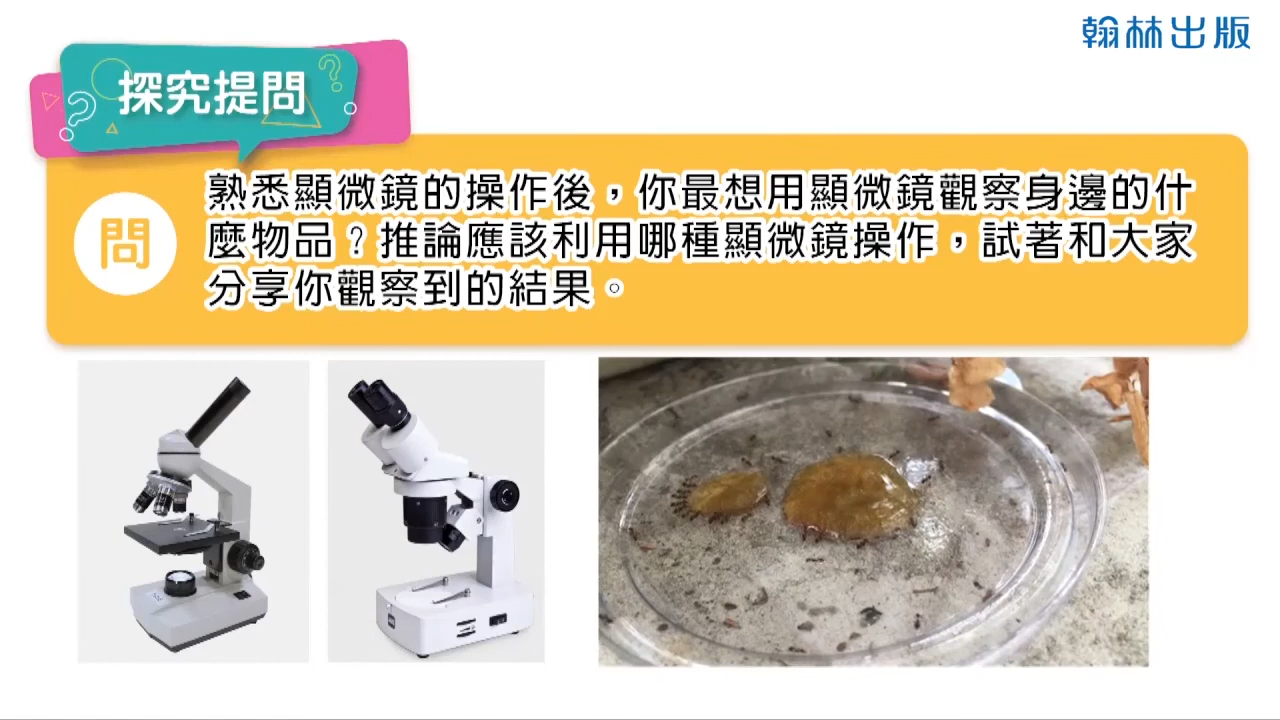 翰林出版
探究提問
問
熟悉顯微鏡的操作後，你最想用顯微鏡觀察身邊的什
麼物品？推論應該利用哪種顯微鏡操作，試著和大家
分享你觀察到的結果。